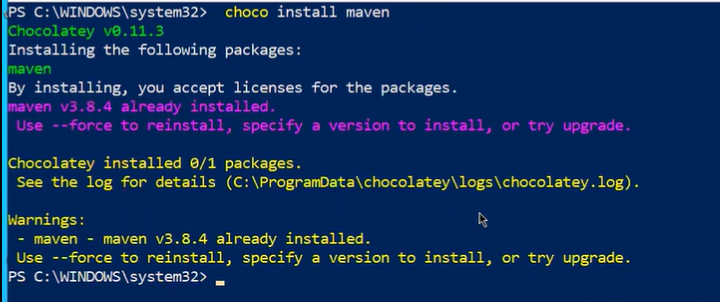 PS C:\WINDOWS\system32> choco install maven
Chocolatey v0.11.3
Installing the following packages:
maven
By installing, you accept licenses for the packages.
maven v3.8.4 already installed.
Use --force to reinstall, specify a version to install, or try upgrade.
Chocolatey installed 0/1 packages.
See the log for details (C:\ProgramData\chocolatey\logs\chocolatey.log).
Warnings:
- maven - maven v3.8.4 already installed.
Use --force to reinstall, specify a version to install, or try upgrade.
PS C:\WINDOWS\system32>